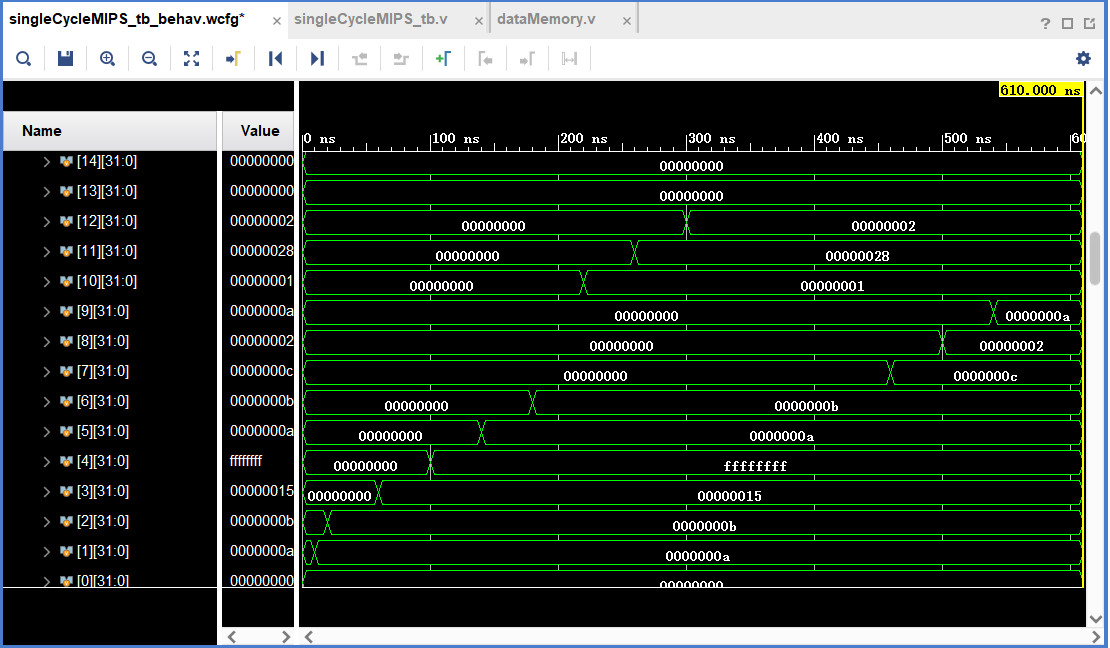 singleCycleMIPS_tb_behav.wcfg* × singleCycleMIPS_tb.v × dataMemory.v ×
?
610.000 ns
Name Value 0 ns 100 ns 200 ns 300 ns 400 ns 500 ns 60
[14][31:0] 00000000 00000000
[13][31:0] 00000000 00000000
[12][31:0] 00000002 00000000 00000002
[11][31:0] 00000028 00000000 00000028
[10][31:0] 00000001 00000000 00000001
[9][31:0] 0000000a 00000000 0000000a
[8][31:0] 00000002 00000000 00000002
[7][31:0] 0000000c 00000000 0000000c
[6][31:0] 0000000b 00000000 0000000b
[5][31:0] 0000000a 00000000 0000000a
[4][31:0] ffffffff 00000000 ffffffff
[3][31:0] 00000015 00000000 00000015
[2][31:0] 0000000b 0000000b
[1][31:0] 0000000a 0000000a
[0][31:0] 00000000 00000000